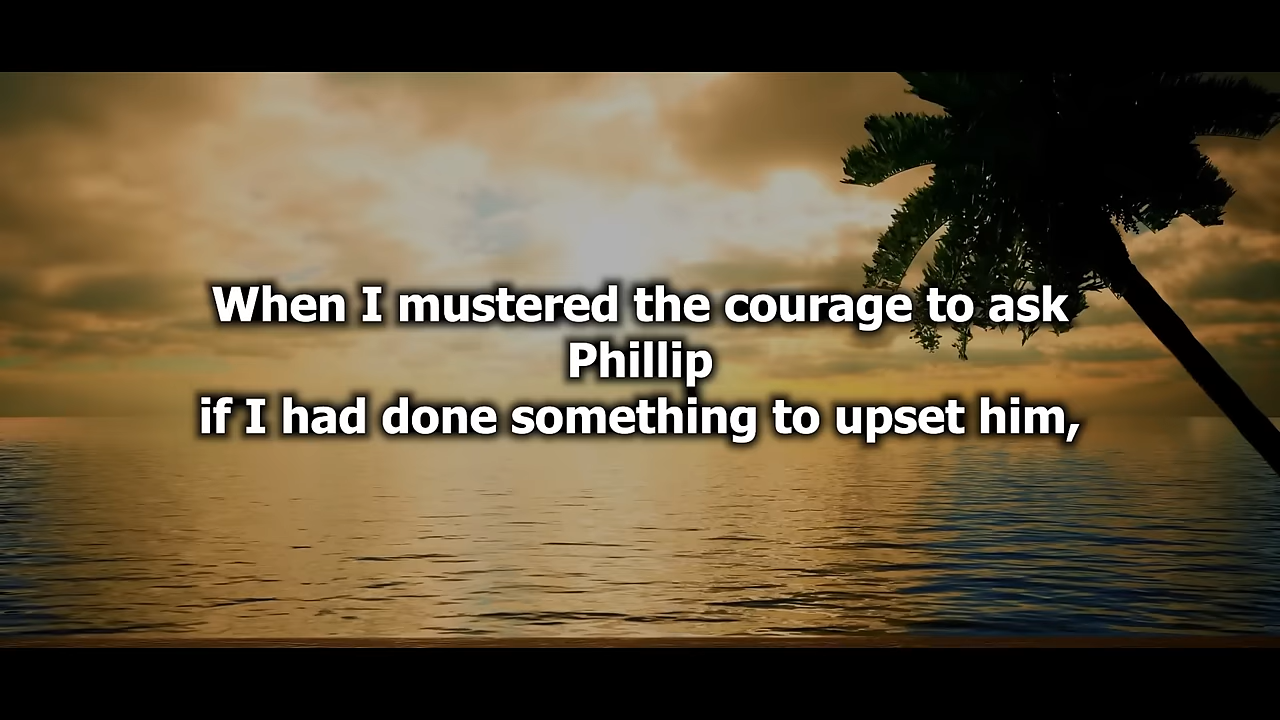 When I mustered the courage to ask
Phillip
if I had done something to upset him,